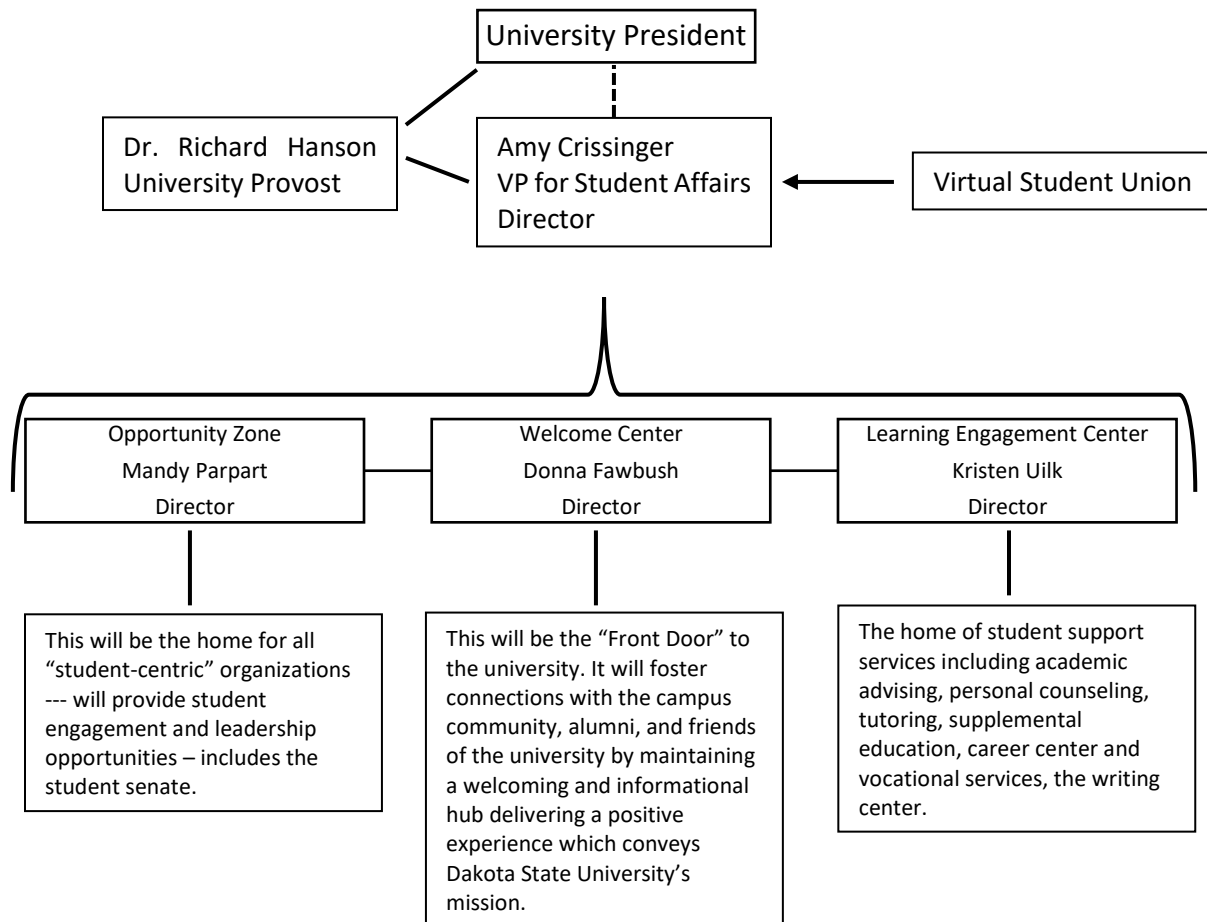 University President
Dr. Richard Hanson
University Provost
Amy Crissinger
VP for Student Affairs
Director
Virtual Student Union
Opportunity Zone
Mandy Parpart
Director
Welcome Center
Donna Fawbush
Director
Learning Engagement Center
Kristen Uilk
Director
This will be the home for all
“student-centric” organizations
--- will provide student
engagement and leadership
opportunities – includes the
student senate.
This will be the “Front Door” to
the university. It will foster
connections with the campus
community, alumni, and friends
of the university by maintaining
a welcoming and informational
hub delivering a positive
experience which conveys
Dakota State University’s
mission.
The home of student support
services including academic
advising, personal counseling,
tutoring, supplemental
education, career center and
vocational services, the writing
center.